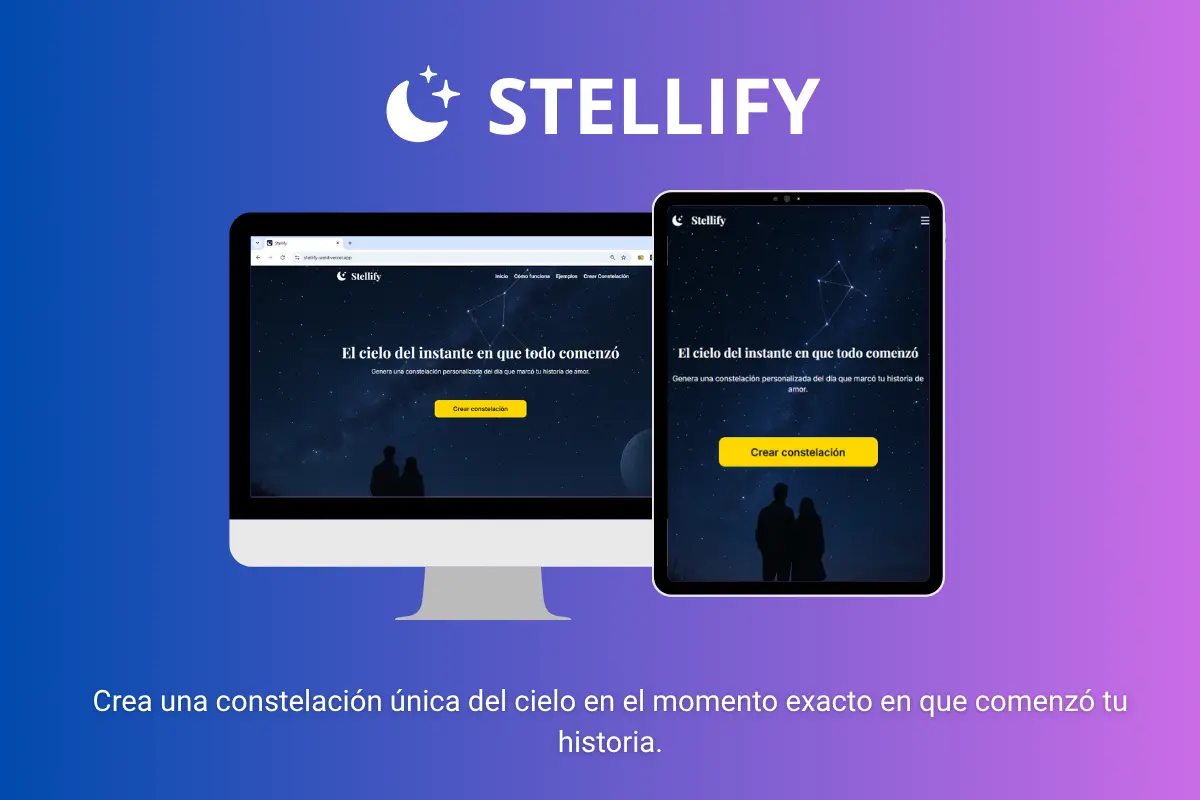 STELLIFY
Stellify
Stellify
Inicio Cómo funciona Ejemplos Crear Constelación
El cielo del instante en que todo comenzó
Genera una constelación personalizada del día que marcó tu historia de amor.
Crear constelación
Stellify
El cielo del instante en que todo comenzó
Genera una constelación personalizada del día que marcó tu historia de
amor.
Crear constelación
Crea una constelación única del cielo en el momento exacto en que comenzó tu
historia.